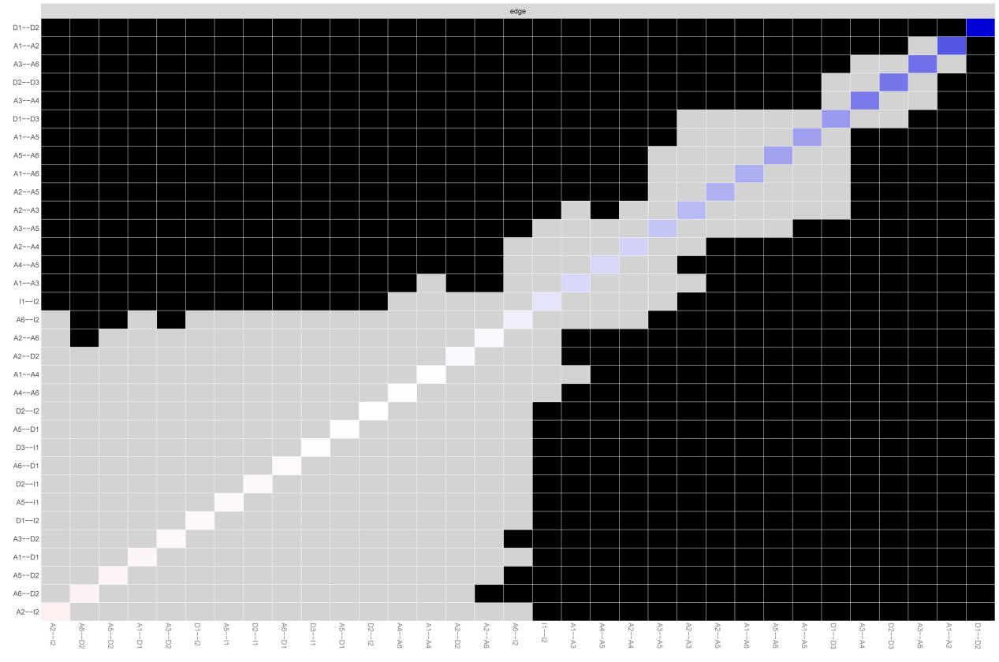 edge
D1--D2
A1--A2
A3--A6
D2--D3
A3--A4
D1--D3
A1--A5
A5--A6
A1--A6
A2--A5
A2--A3
A3--A5
A2--A4
A4--A5
A1--A3
I1--I2
A6--I2
A2--A6
A2--D2
A1--A4
A4--A6
D2--I2
A5--D1
D3--I1
A6--D1
D2--I1
A5--I1
D1--I2
A3--D2
A1--D1
A5--D2
A6--D2
A2--I2
A2--I2
A6--D2
A5--D2
A1--D1
A3--D2
D1--I2
A5--I1
D2--I1
A6--D1
D3--I1
A5--D1
D2--I2
A4--A6
A1--A4
A2--D2
A2--A6
A6--I2
I1--I2
A1--A3
A4--A5
A2--A4
A3--A5
A2--A3
A2--A5
A1--A6
A5--A6
A1--A5
D1--D3
A3--A4
D2--D3
A3--A6
A1--A2
D1--D2